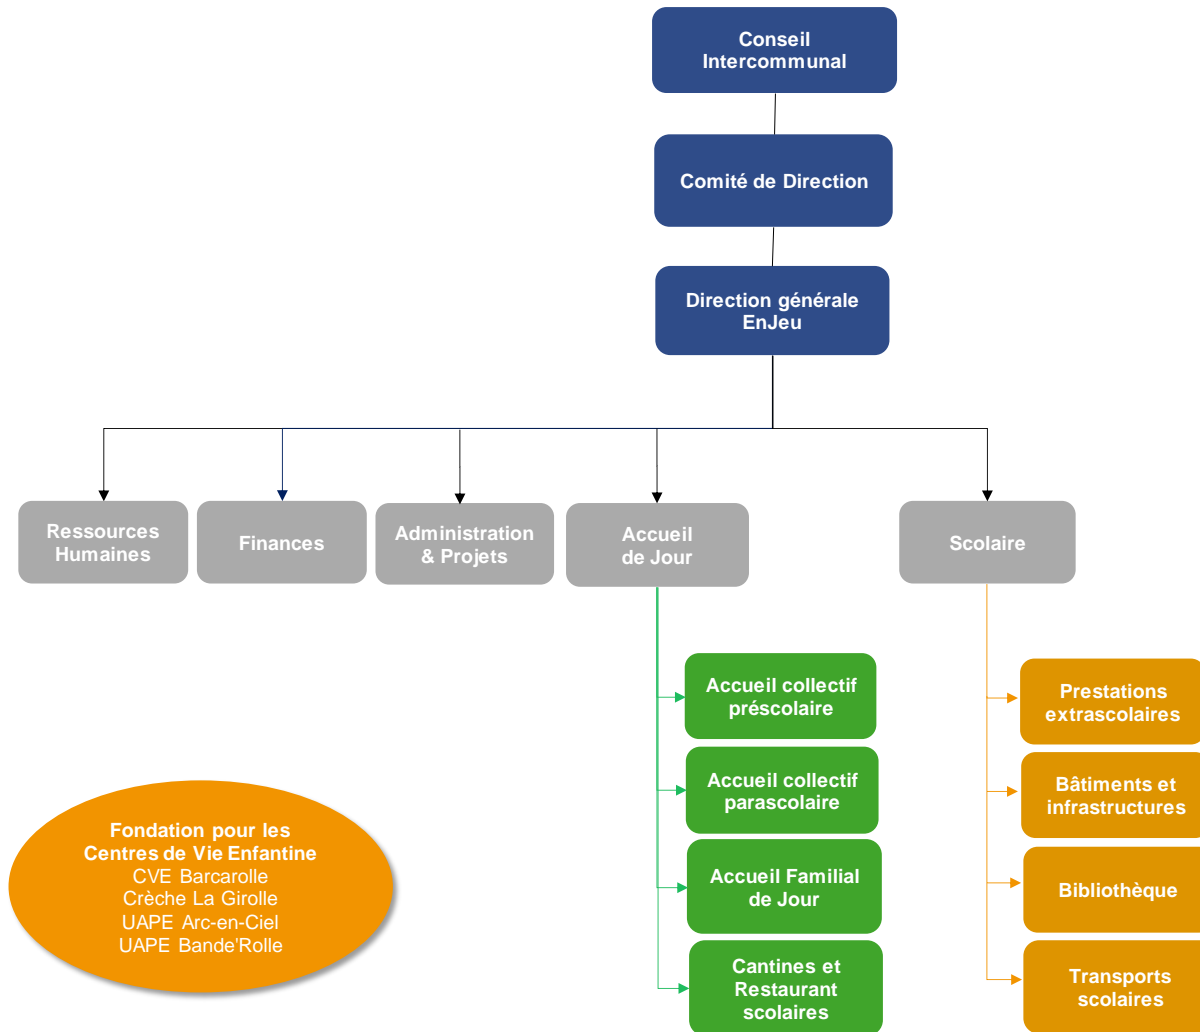 Conseil
Intercommunal
Comité de Direction
Direction générale
EnJeu
Ressources
Humaines
Finances
Administration
& Projets
Accueil
de Jour
Scolaire
Accueil collectif
préscolaire
Accueil collectif
parascolaire
Accueil Familial
de Jour
Cantines et
Restaurant
scolaires
Prestations
extrascolaires
Bâtiments et
infrastructures
Bibliothèque
Transports
scolaires
Fondation pour les
Centres de Vie Enfantine
CVE Barcarolle
Crèche La Girolle
UAPE Arc-en-Ciel
UAPE Bande'Rolle